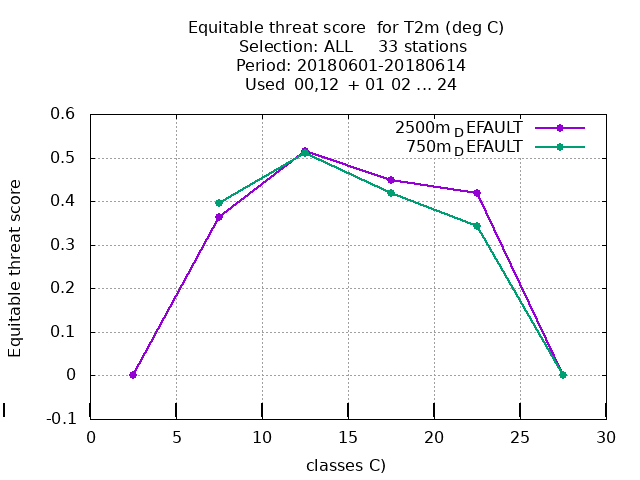 Equitable threat score  for T2m (deg C)
Selection: ALL     33 stations
Period: 20180601-20180614
Used  00,12  + 01 02 ... 24
0.6
2500m_DEFAULT
750m_DEFAULT
0.5
0.4
0.3
0.2
0.1
0
-0.1
Equitable threat score
0 5 10 15 20 25 30
classes C)